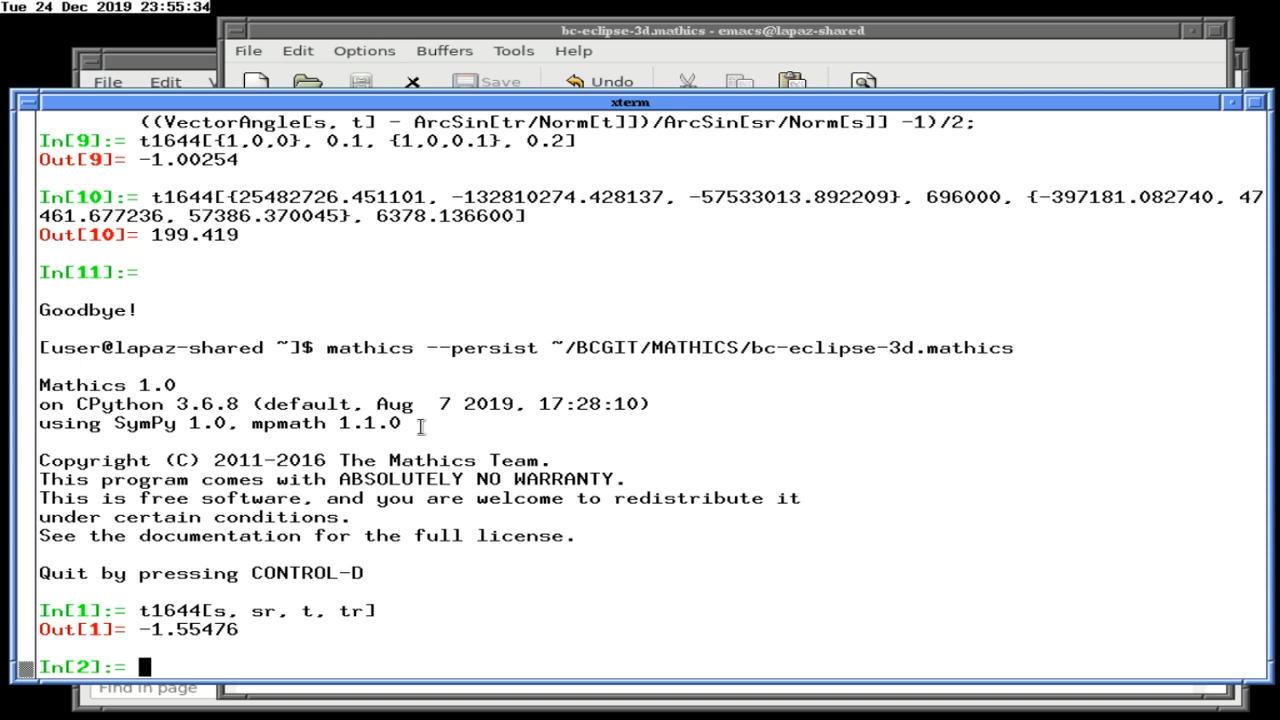 Tue 24 Dec 2019 23:55:34
bc-eclipse-3d.mathics - emacs@lapaz-shared
File Edit Options Buffers Tools Help
File Edit V
Save Undo
xterm
((VectorAngle[s, t] - ArcSin[tr/Norm[t]])/ArcSin[sr/Norm[s]] -1)/2;
In[9]:= t1644[{1,0,0}, 0.1, {1,0,0.1}, 0.2]
Out[9]= -1.00254
In[10]:= t1644[{25482726.451101, -132810274.428137, -57533013.892209}, 696000, {-397181.082740, 47
461.677236, 57386.370045}, 6378.136600]
Out[10]= 199.419
In[11]:=
Goodbye!
[user@lapaz-shared ~]$ mathics --persist ~/BCGIT/MATHICS/bc-eclipse-3d.mathics
Mathics 1.0
on CPython 3.6.8 (default, Aug  7 2019, 17:28:10)
using SymPy 1.0, mpmath 1.1.0
Copyright (C) 2011-2016 The Mathics Team.
This program comes with ABSOLUTELY NO WARRANTY.
This is free software, and you are welcome to redistribute it
under certain conditions.
See the documentation for the full license.
Quit by pressing CONTROL-D
In[1]:= t1644[s, sr, t, tr]
Out[1]= -1.55476
In[2]:=
Find in page